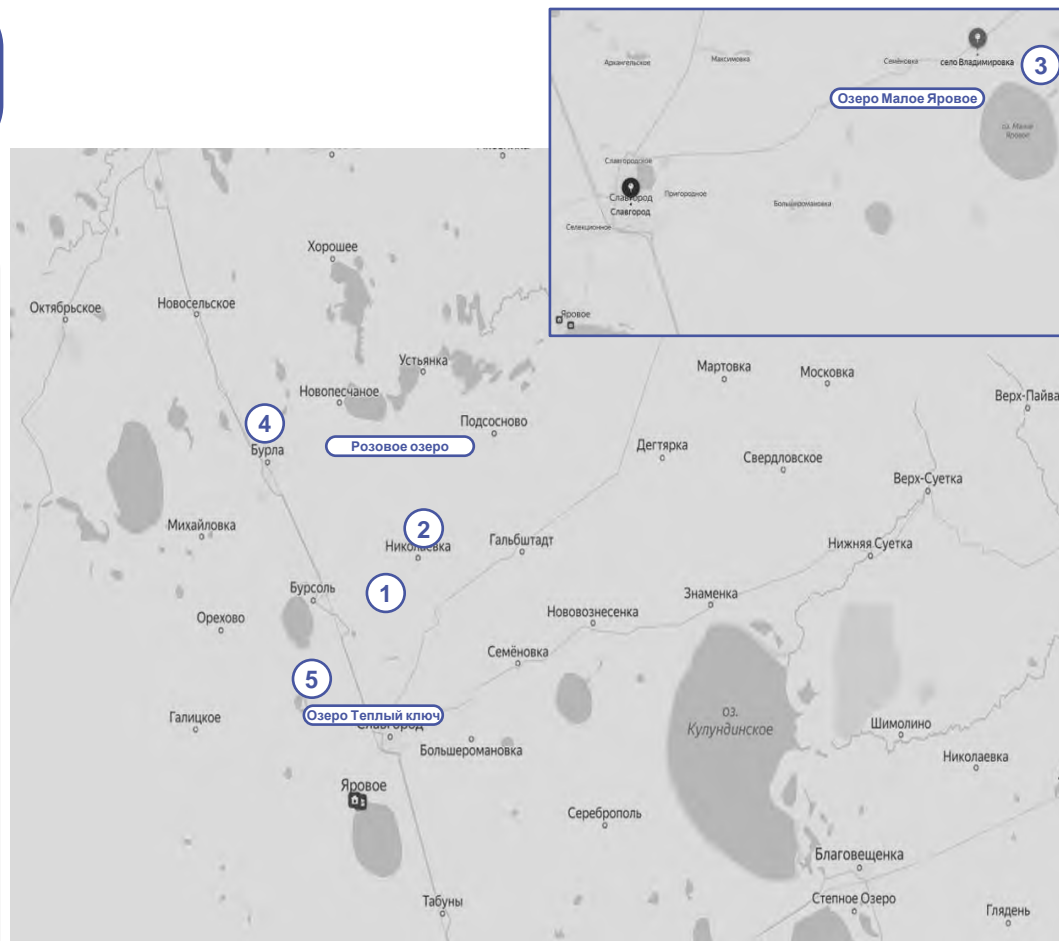 Архангельское
Максимовка
Семёновка
село Владимировка
3
Озеро Малое Яровое
оз. Малое
Яровое
Славгородское
Славгород
Славгород
Пригородное
Большеромановка
Селекционное
Яровое
Хорошее
Октябрьское
Новосельское
Устьянка
Новопесчаное
Мартовка
Московка
Верх-Пайва
4
Бурла
Розовое озеро
Подсосново
Дегтярка
Свердловское
Верх-Суетка
Михайловка
2
Николаевка
Гальбштадт
Нижняя Суетка
Бурсоль
1
Орехово
Нововознесенка
Знаменка
Семёновка
5
Озеро Теплый ключ
Славгород
Галицкое
Большеромановка
оз.
Кулундинское
Шимолино
Николаевка
Яровое
Сереброполь
Благовещенка
Табуны
Степное Озеро
Глядень